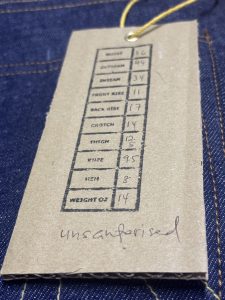 WAIST 36
OUTSEAM 44
INSEAM 34
FRONT RISE 11
BACK RISE 17
CROTCH 14
THIGH 12.5
KNEE 9.5
HEM 8
WEIGHT OZ 14
unsanforised